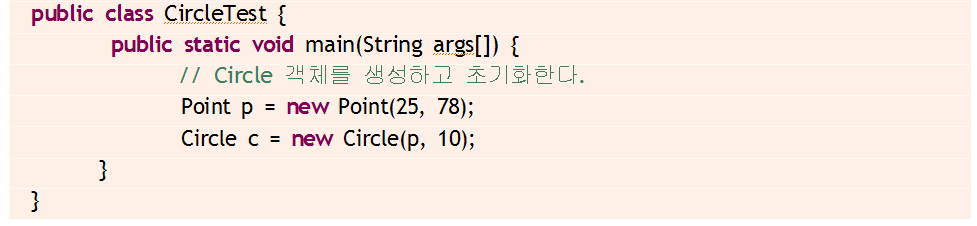 public class CircleTest {
public static void main(String args[]) {
// Circle 객체를 생성하고 초기화한다.
Point p = new Point(25, 78);
Circle c = new Circle(p, 10);
}
}